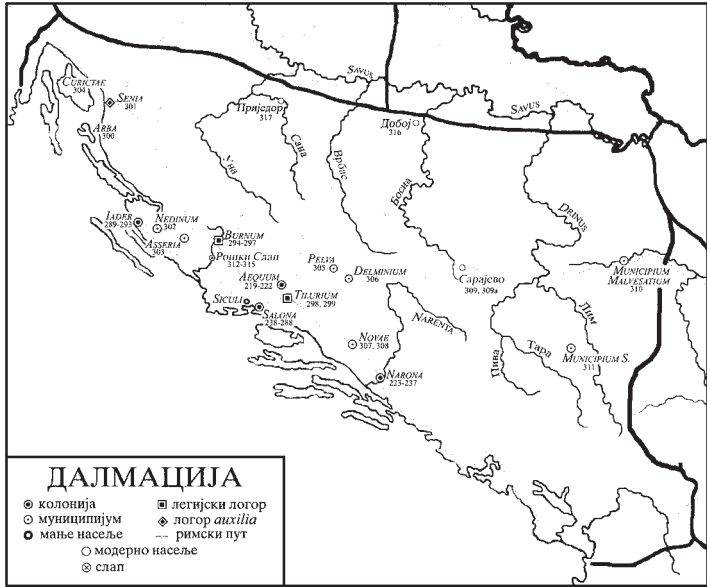 SAVUS
CURICTAE
304
SENIA
301
Приједор
317
SAVUS
Добој
316
ARBA
300
Уна
Сана
Врбас
Босна
DRINUS
IADER
289-293
NEDINUM
302
ASSERIA
303
BURNUM
294-297
Рошки Слап
312-315
PELVA
305
DELMINIUM
306
Сарајево
309, 309a
MUNICIPIUM
MALVESATIUM
310
AEQUUM
219-222
TILURIUM
298, 299
SICULI
SALONA
238-288
NARENTA
Лим
NOVAE
307, 308
Пива
Тара
MUNICIPIUM S.
311
NARONA
223-237
ДАЛМАЦИЈА
колонија
легијски логор
муниципијум
логор auxilia
мање насеље
римски пут
модерно насеље
слап